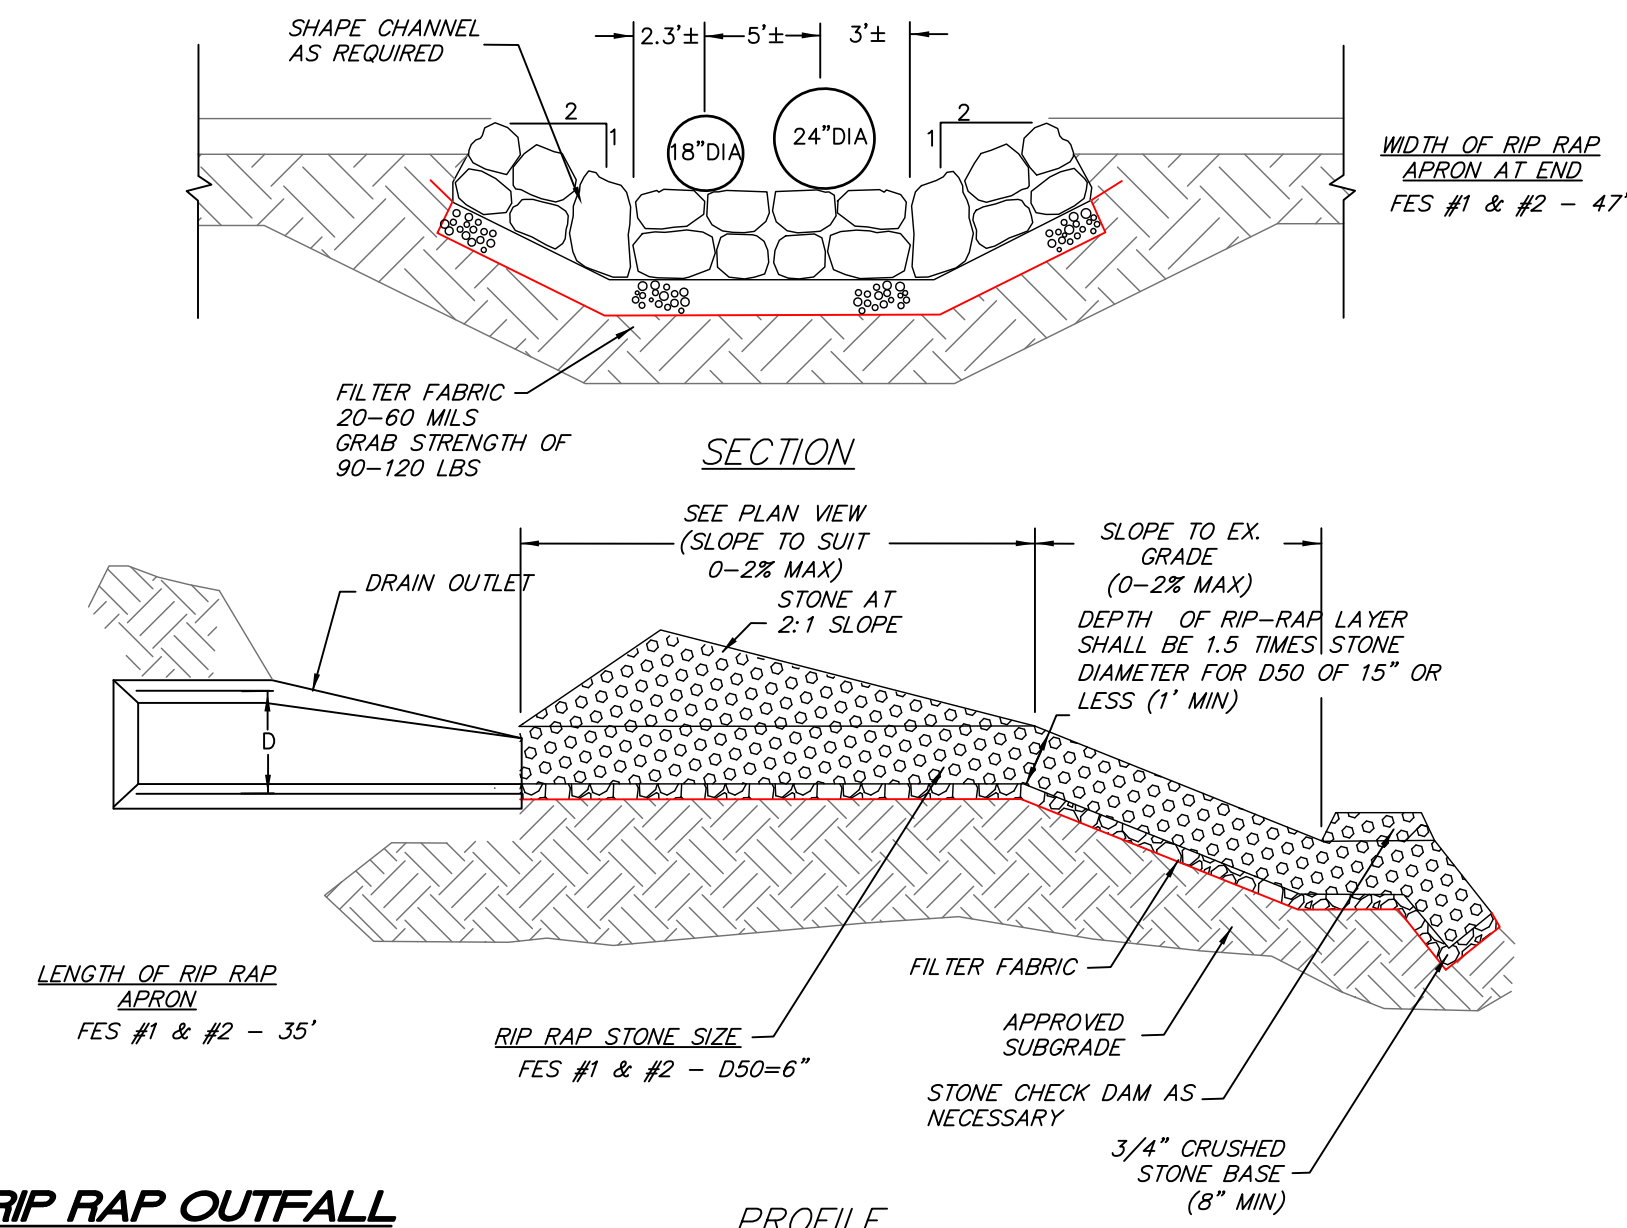 SHAPE CHANNEL
AS REQUIRED
2.3'± 5'± 3'±
2
1
18"DIA
24"DIA
1
2
WIDTH OF RIP RAP
APRON AT END
FES #1 & #2 - 47'
FILTER FABRIC
20-60 MILS
GRAB STRENGTH OF
90-120 LBS
SECTION
SEE PLAN VIEW
(SLOPE TO SUIT
0-2% MAX)
SLOPE TO EX.
GRADE
(0-2% MAX)
DRAIN OUTLET
STONE AT
2:1 SLOPE
DEPTH OF RIP-RAP LAYER
SHALL BE 1.5 TIMES STONE
DIAMETER FOR D50 OF 15" OR
LESS (1' MIN)
D
LENGTH OF RIP RAP
APRON
FES #1 & #2 - 35'
RIP RAP STONE SIZE
FES #1 & #2 - D50=6"
FILTER FABRIC
APPROVED
SUBGRADE
STONE CHECK DAM AS
NECESSARY
3/4" CRUSHED
STONE BASE
(8" MIN)
RIP RAP OUTFALL
PROFILE